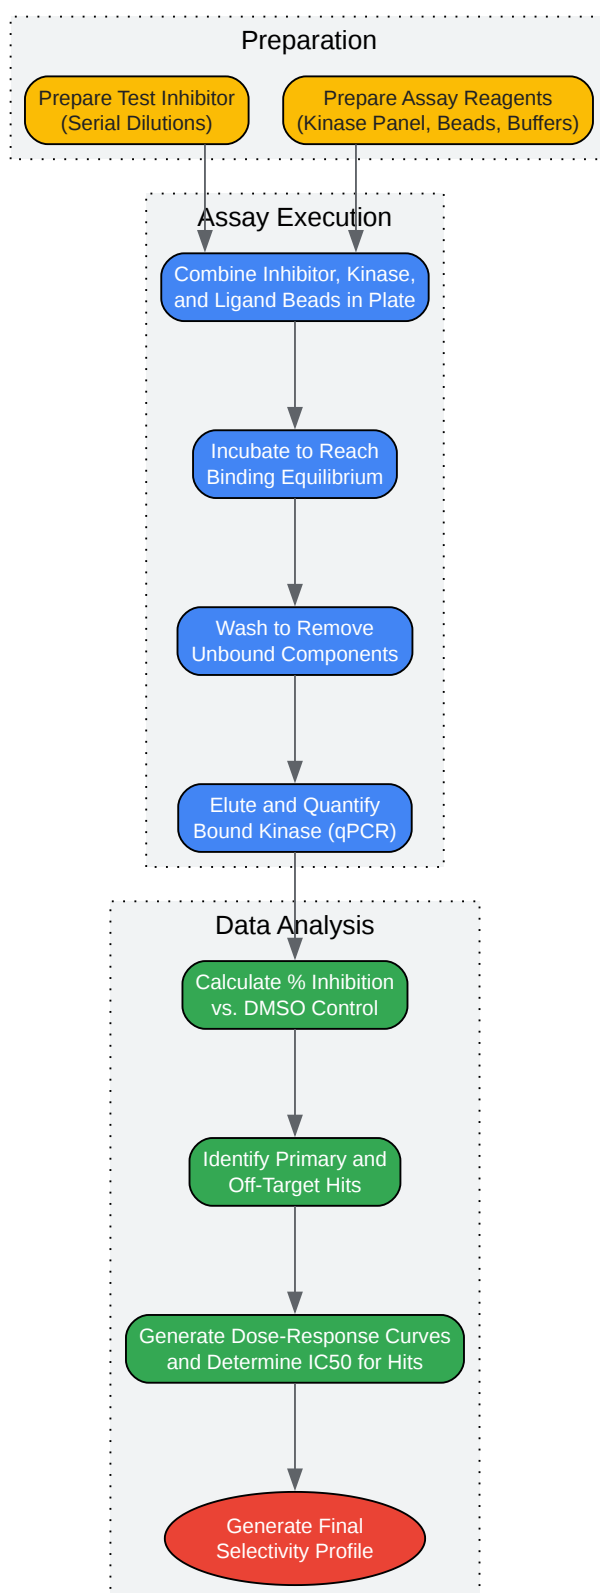 Preparation
Prepare Test Inhibitor
(Serial Dilutions)
Prepare Assay Reagents
(Kinase Panel, Beads, Buffers)
Assay Execution
Combine Inhibitor, Kinase,
and Ligand Beads in Plate
Incubate to Reach
Binding Equilibrium
Wash to Remove
Unbound Components
Elute and Quantify
Bound Kinase (qPCR)
Data Analysis
Calculate % Inhibition
vs. DMSO Control
Identify Primary and
Off-Target Hits
Generate Dose-Response Curves
and Determine IC50 for Hits
Generate Final
Selectivity Profile